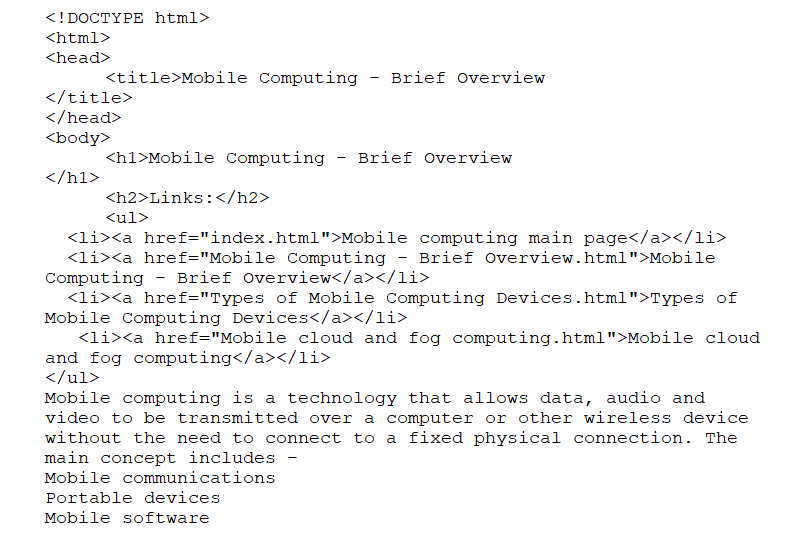 <!DOCTYPE html>
<html>
<head>
<title>Mobile Computing – Brief Overview
</title>
</head>
<body>
<h1>Mobile Computing – Brief Overview
</h1>
<h2>Links:</h2>
<ul>
<li><a href="index.html">Mobile computing main page</a></li>
<li><a href="Mobile Computing - Brief Overview.html">Mobile
Computing - Brief Overview</a></li>
<li><a href="Types of Mobile Computing Devices.html">Types of
Mobile Computing Devices</a></li>
<li><a href="Mobile cloud and fog computing.html">Mobile cloud
and fog computing</a></li>
</ul>
Mobile computing is a technology that allows data, audio and
video to be transmitted over a computer or other wireless device
without the need to connect to a fixed physical connection. The
main concept includes –
Mobile communications
Portable devices
Mobile software